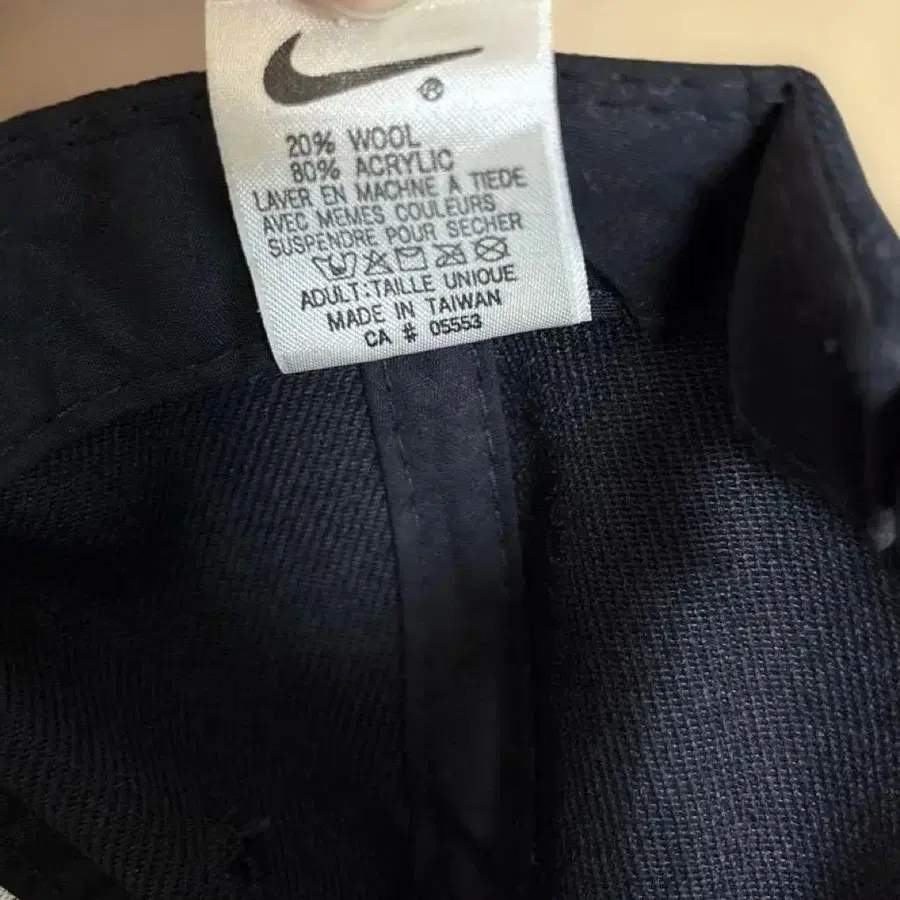 ®
20% WOOL
80% ACRYLIC
LAVER EN MACHNE À TIEDE
AVEC MEMES COULEURS
SUSPENDRE POUR SECHER
ADULT:TAILLE UNIQUE
MADE IN TAIWAN
CA # 05553